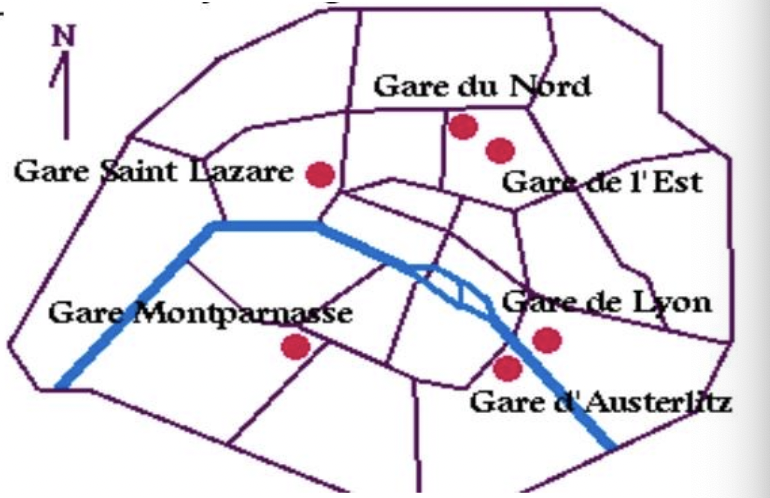 N
Gare du Nord
Gare Saint Lazare
Gare de l'Est
Gare de Lyon
Gare Montparnasse
Gare d'Austerlitz